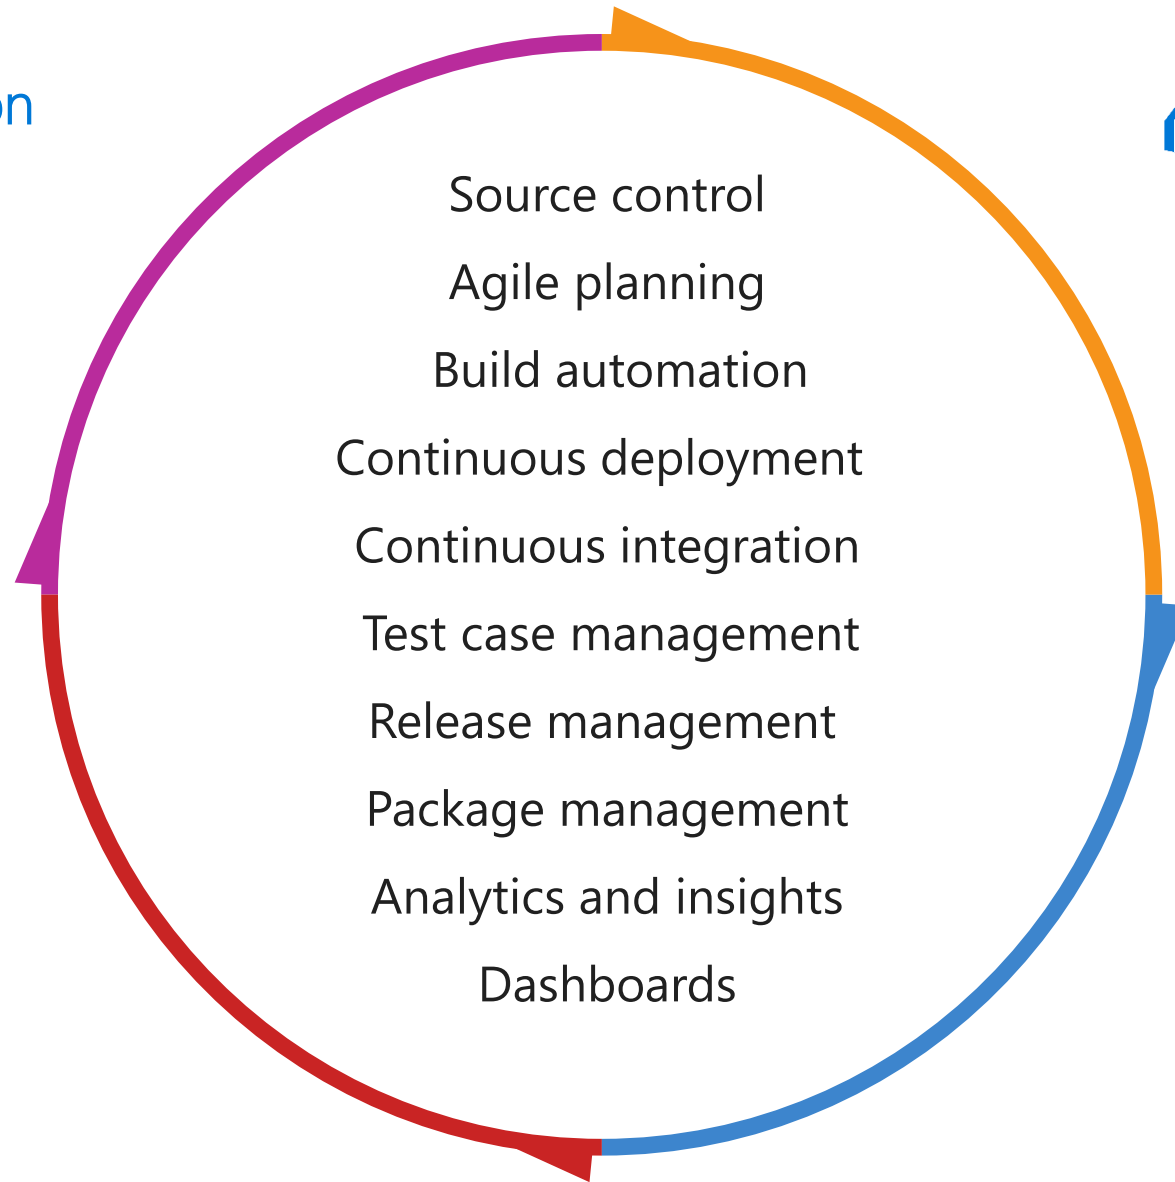 on
Source control
Agile planning
Build automation
Continuous deployment
Continuous integration
Test case management
Release management
Package management
Analytics and insights
Dashboards